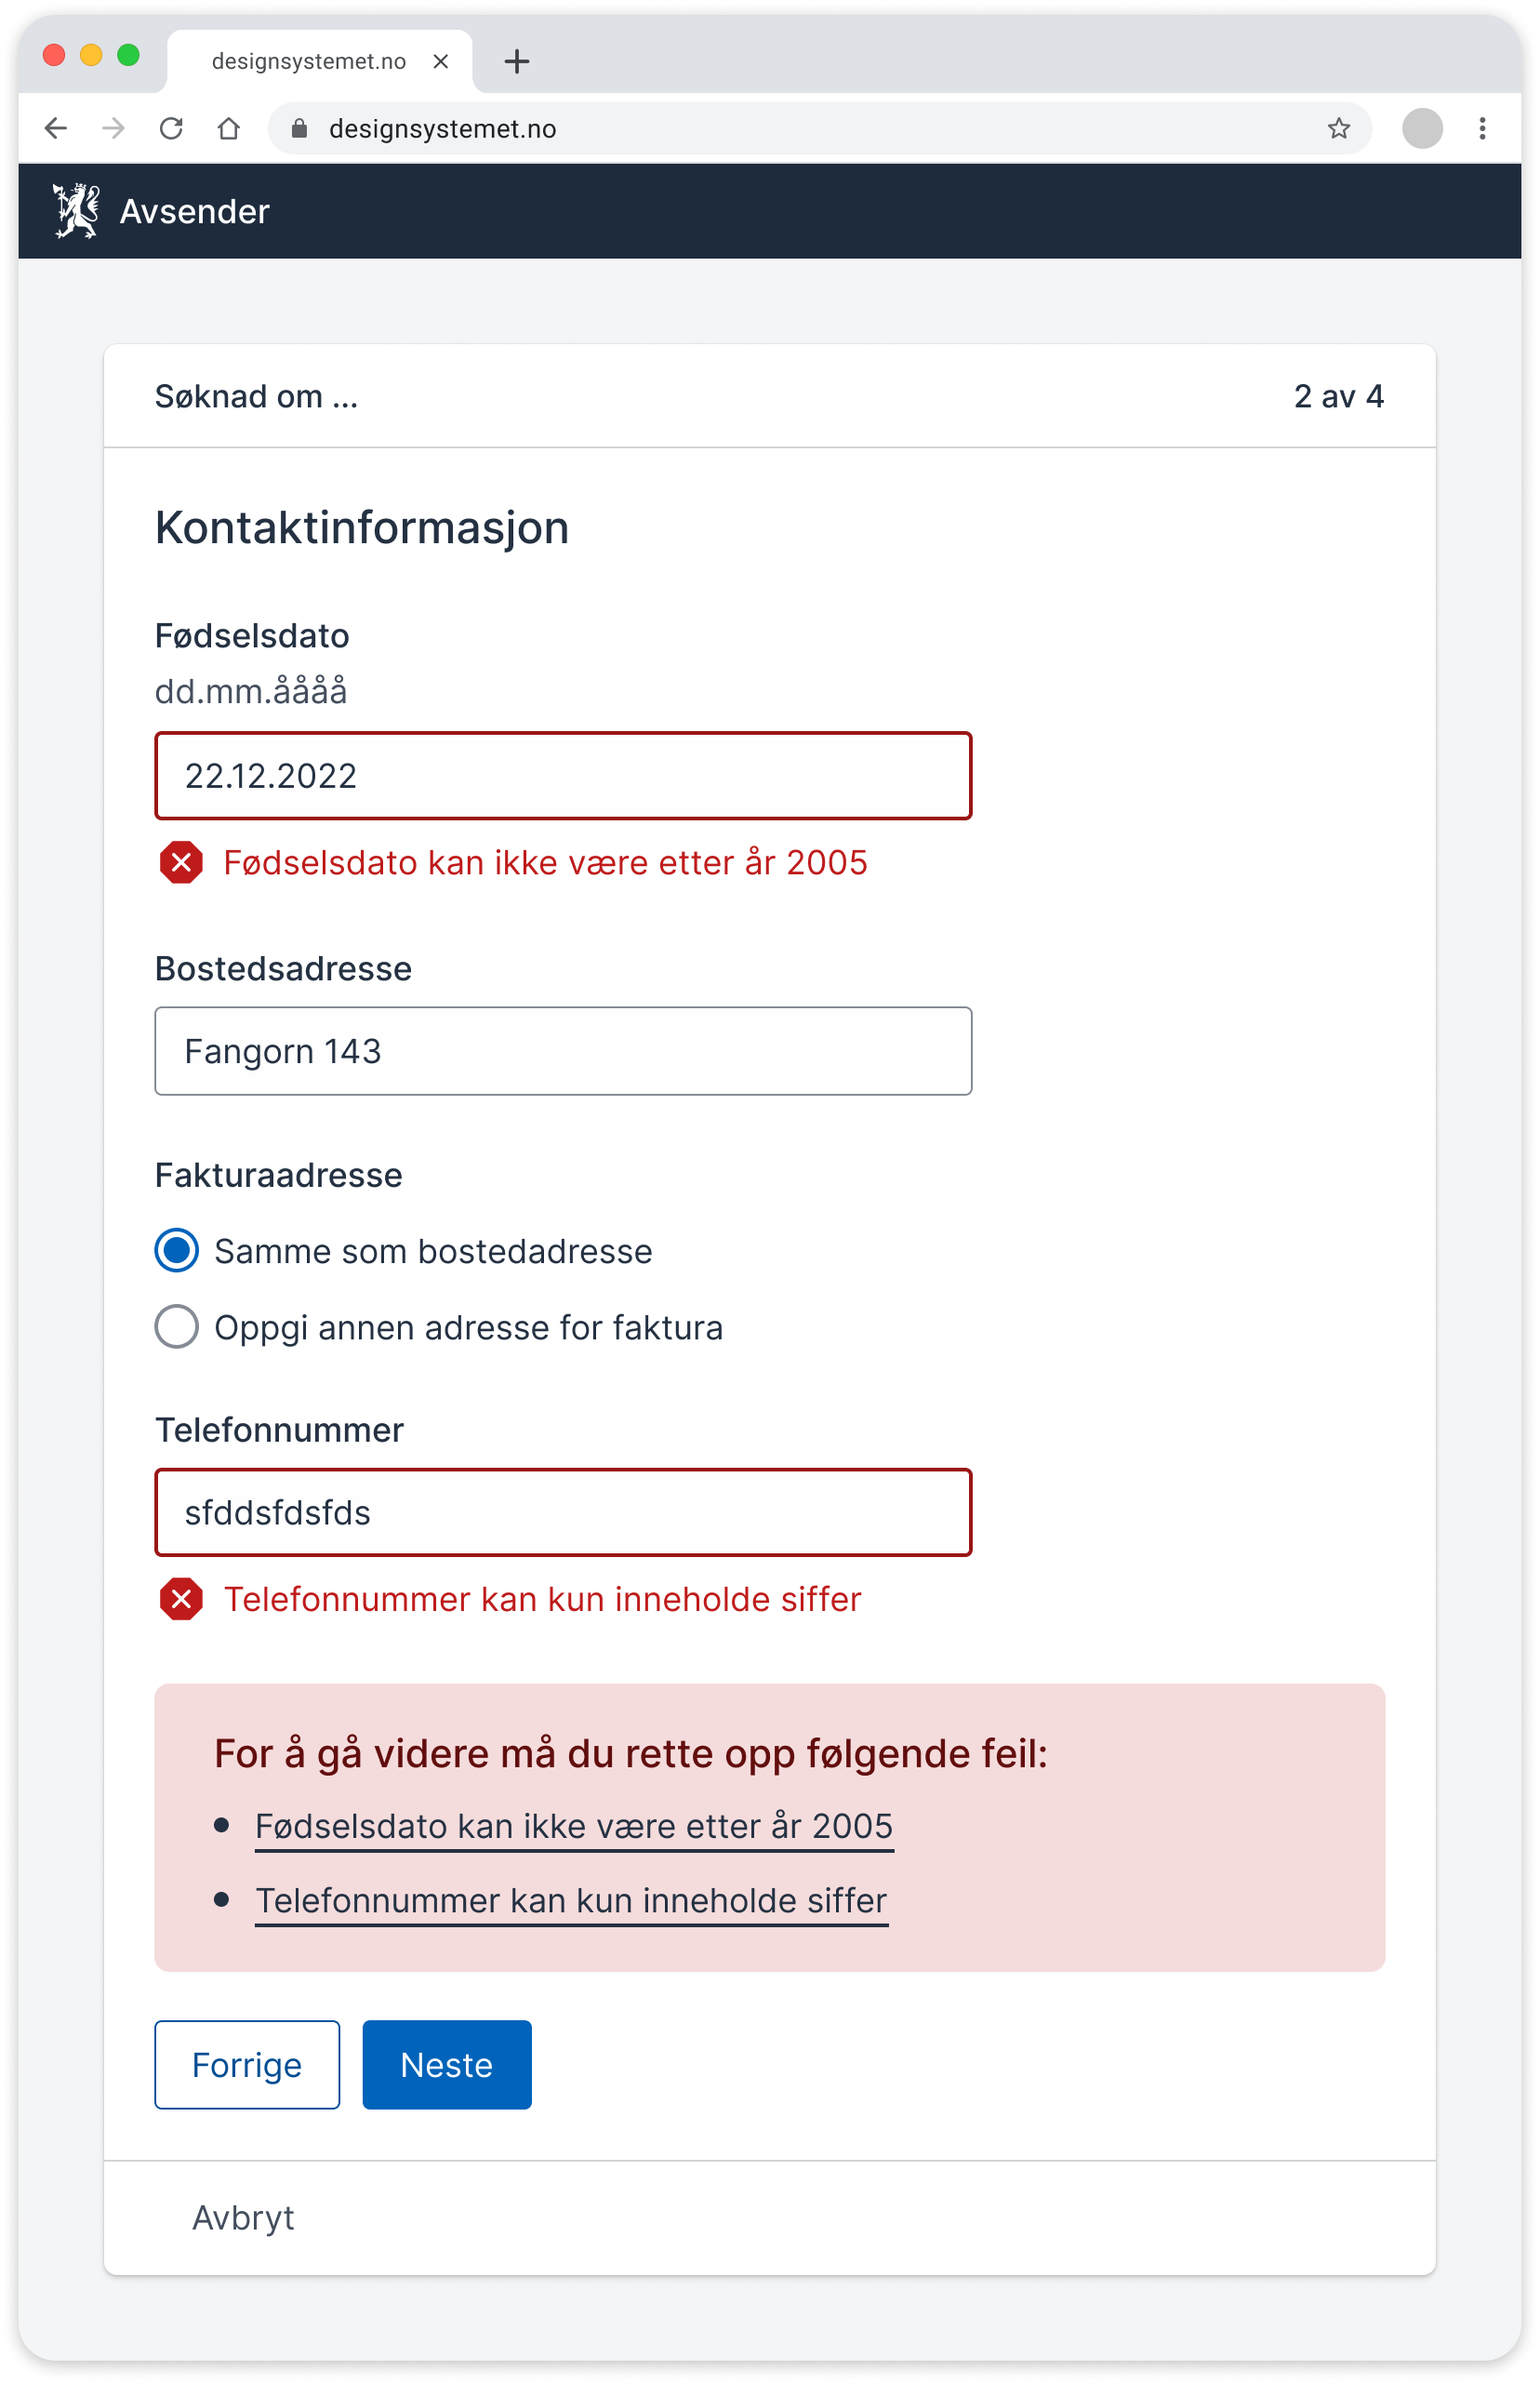 designsystemet.no
designsystemet.no
Avsender
Søknad om ...
2 av 4
Kontaktinformasjon
Fødselsdato
dd.mm.åååå
22.12.2022
Fødselsdato kan ikke være etter år 2005
Bostedsadresse
Fangorn 143
Fakturaadresse
Samme som bostedadresse
Oppgi annen adresse for faktura
Telefonnummer
sfddsfdsfds
Telefonnummer kan kun inneholde siffer
For å gå videre må du rette opp følgende feil:
Fødselsdato kan ikke være etter år 2005
Telefonnummer kan kun inneholde siffer
Forrige
Neste
Avbryt